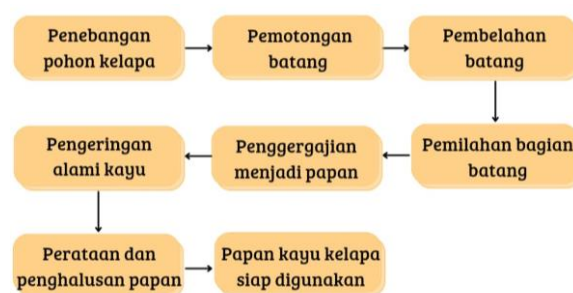 Penebangan
pohon kelapa
Pemotongan
batang
Pembelahan
batang
Pemilahan bagian
batang
Penggergajian
menjadi papan
Pengeringan
alami kayu
Perataan dan
penghalusan papan
Papan kayu kelapa
siap digunakan